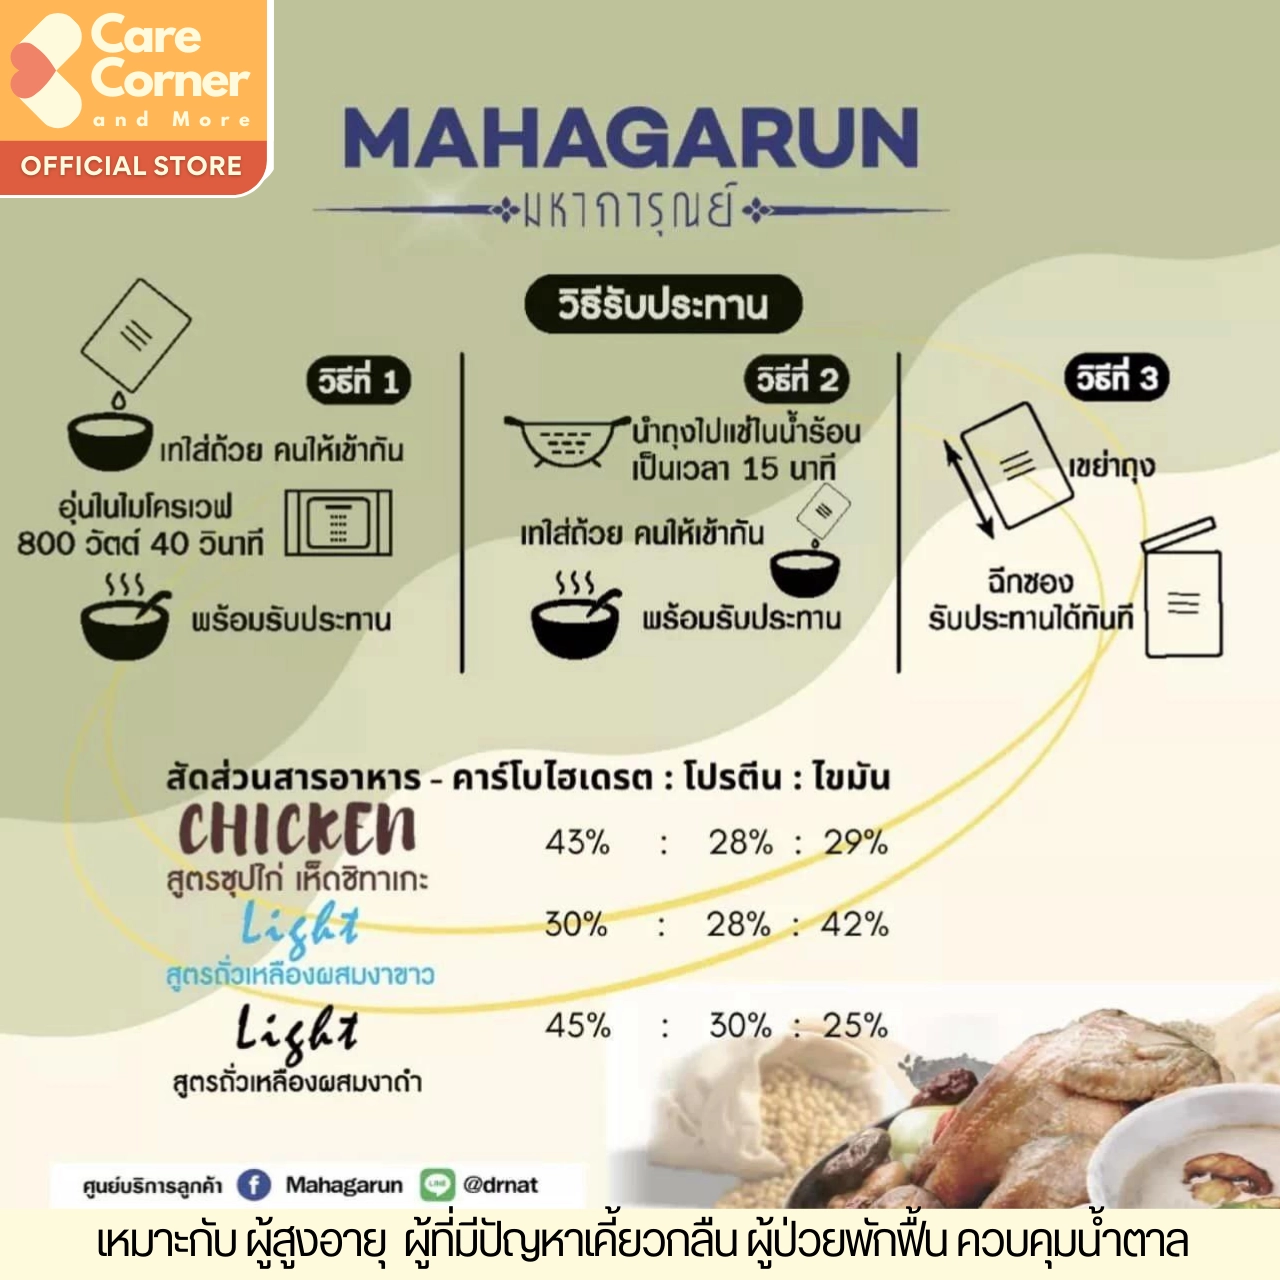 Care
Corner
and More
OFFICIAL STORE
MAHAGARUN
มหาการุณย์
วิธีรับประทาน
วิธีที่ 1
เทใส่ถ้วย คนให้เข้ากัน
อุ่นในไมโครเวฟ
800 วัตต์ 40 วินาที
พร้อมรับประทาน
วิธีที่ 2
นำถุงไปแช่ในน้ำร้อน
เป็นเวลา 15 นาที
เทใส่ถ้วย คนให้เข้ากัน
พร้อมรับประทาน
วิธีที่ 3
เขย่าถุง
ฉีกซอง
รับประทานได้ทันที
สัดส่วนสารอาหาร - คาร์โบไฮเดรต : โปรตีน : ไขมัน
CHICKEN 43% : 28% : 29%
สูตรซุปไก่ เห็ดชิทาเกะ
Light 30% : 28% : 42%
สูตรถั่วเหลืองผสมงาขาว
Light 45% : 30% : 25%
สูตรถั่วเหลืองผสมงาดำ
ศูนย์บริการลูกค้า f Mahagarun LINE @drnat
เหมาะกับ ผู้สูงอายุ ผู้ที่มีปัญหาเคี้ยวกลืน ผู้ป่วยพักฟื้น ควบคุมน้ำตาล